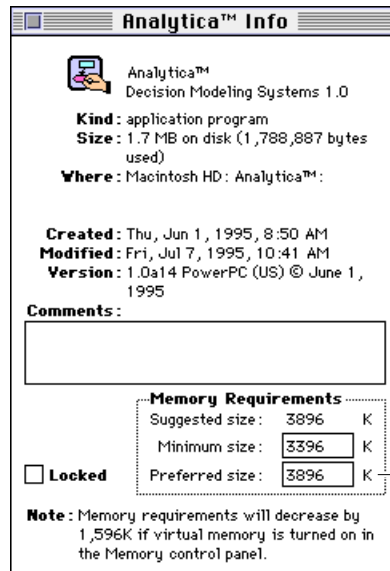 Analytica™ Info
Analytica™
Decision Modeling Systems 1.0
Kind: application program
Size: 1.7 MB on disk (1,788,887 bytes
used)
Where: Macintosh HD: Analytica™:
Created: Thu, Jun 1, 1995, 8:50 AM
Modified: Fri, Jul 7, 1995, 10:41 AM
Version: 1.0a14 PowerPC (US) © June 1,
1995
Comments:
Memory Requirements
Suggested size: 3896 K
Minimum size: 3396 K
Locked Preferred size: 3896 K
Note: Memory requirements will decrease by
1,596K if virtual memory is turned on in
the Memory control panel.